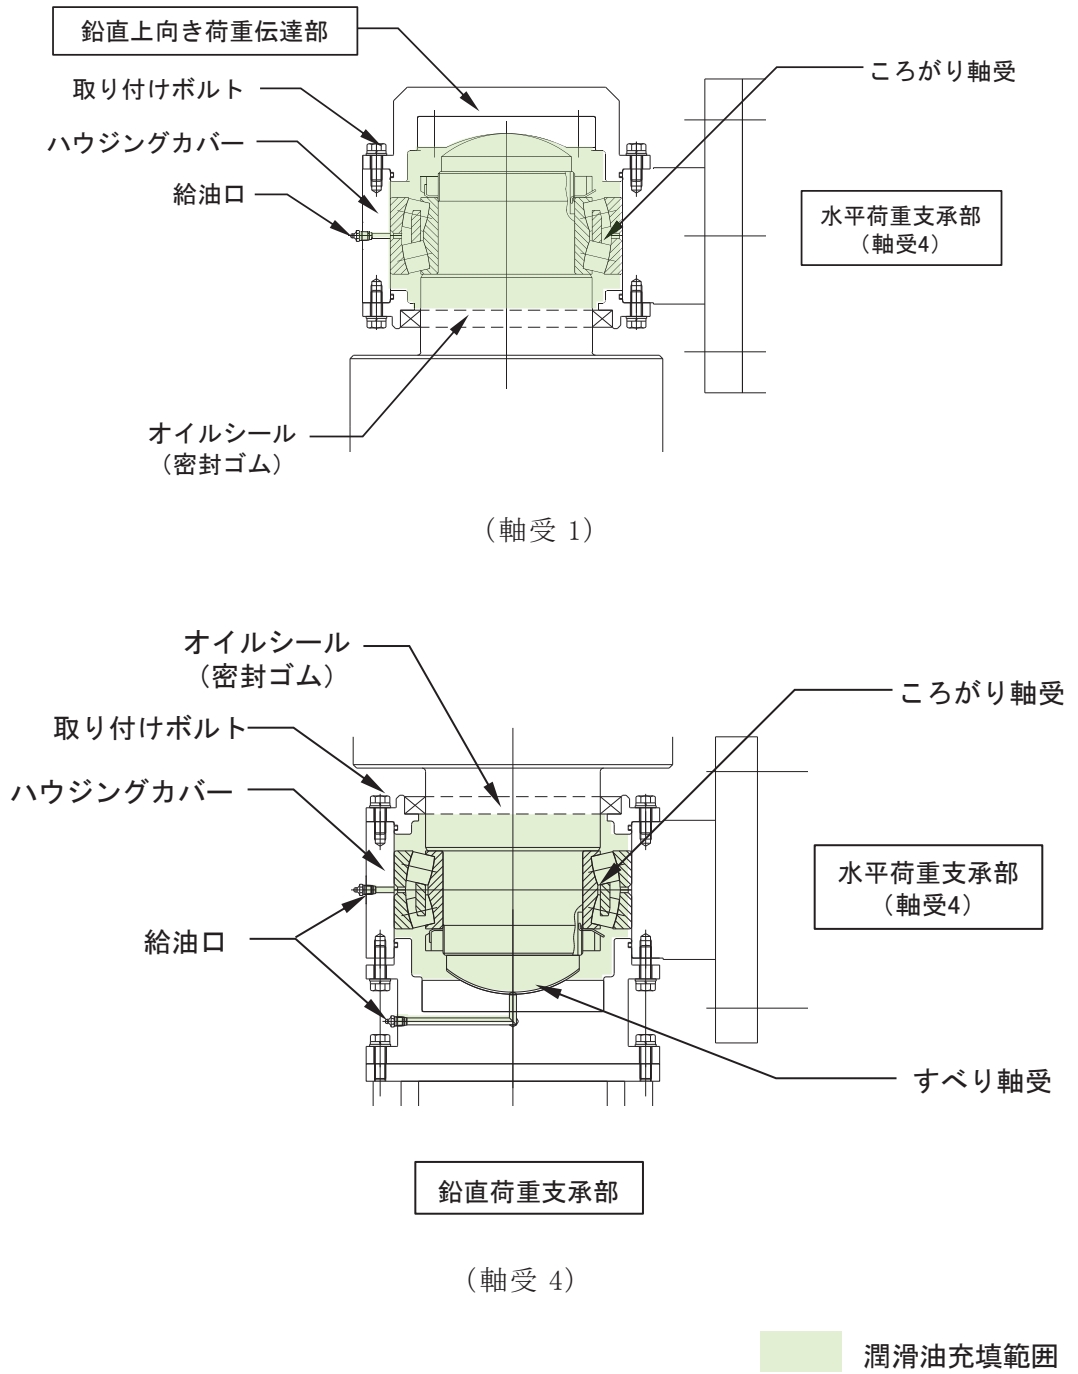 鉛直上向き荷重伝達部
取り付けボルト
ハウジングカバー
給油口
ころがり軸受
水平荷重支承部
（軸受4）
オイルシール
（密封ゴム）
（軸受 1）
オイルシール
（密封ゴム）
取り付けボルト
ハウジングカバー
給油口
ころがり軸受
水平荷重支承部
（軸受4）
すべり軸受
鉛直荷重支承部
（軸受 4）
潤滑油充填範囲